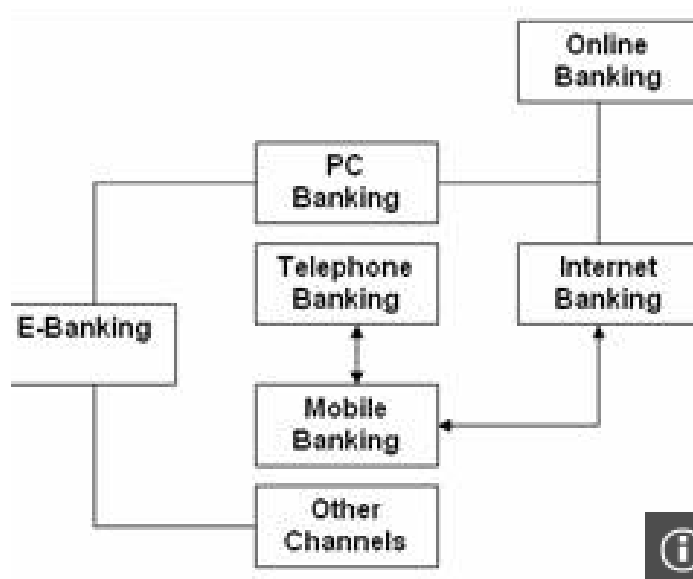 Online
Banking
PC
Banking
Telephone
Banking
Internet
Banking
E-Banking
Mobile
Banking
Other
Channels